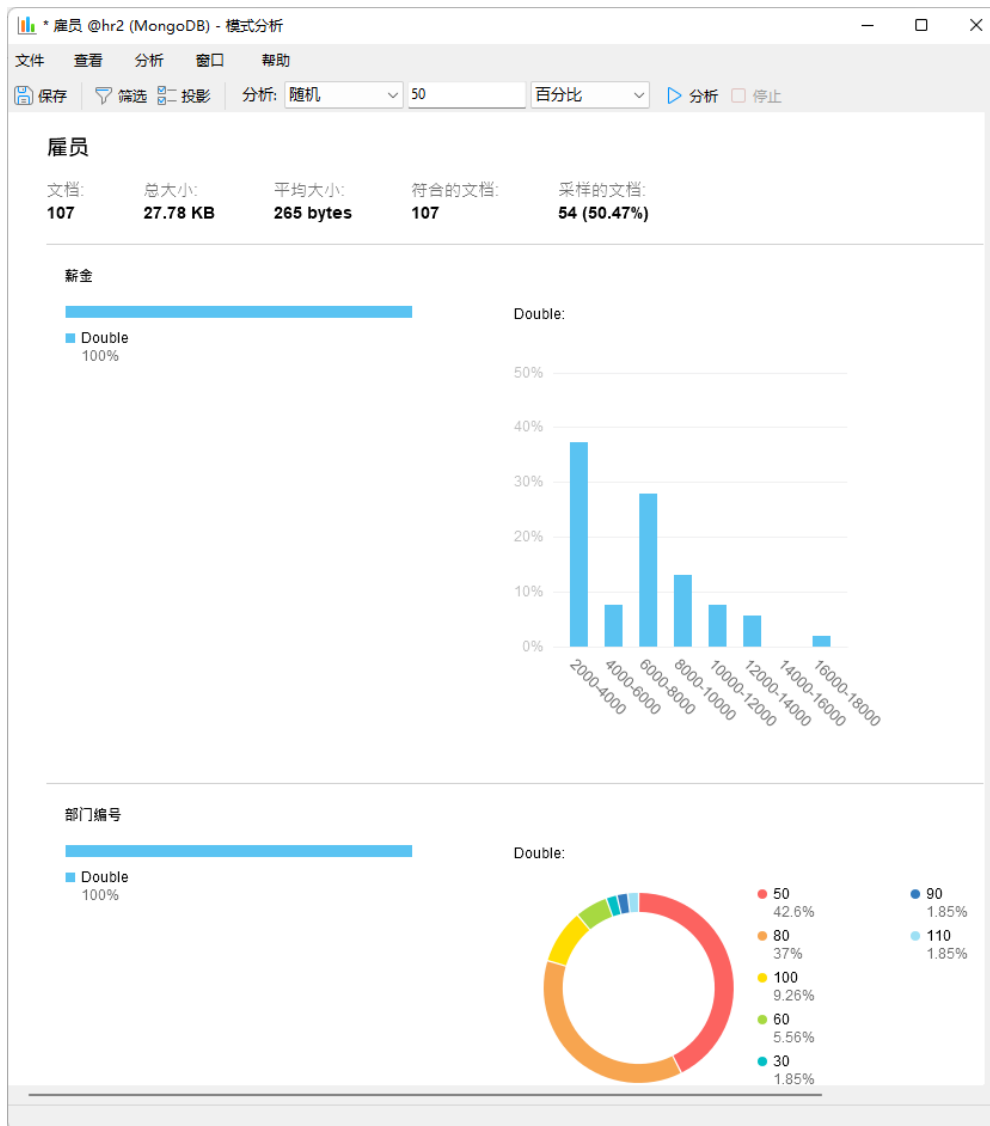 * 雇员 @hr2 (MongoDB) - 模式分析
文件 查看 分析 窗口 帮助
保存 筛选 投影 分析: 随机 50 百分比 分析 停止
雇员
文档: 总大小: 平均大小: 符合的文档: 采样的文档:
107 27.78 KB 265 bytes 107 54 (50.47%)
薪金
Double
100%
Double:
50%
40%
30%
20%
10%
0%
2000-4000 4000-6000 6000-8000 8000-10000 10000-12000 12000-14000 14000-16000 16000-18000
部门编号
Double
100%
Double:
50 90
42.6% 1.85%
80 110
37% 1.85%
100
9.26%
60
5.56%
30
1.85%